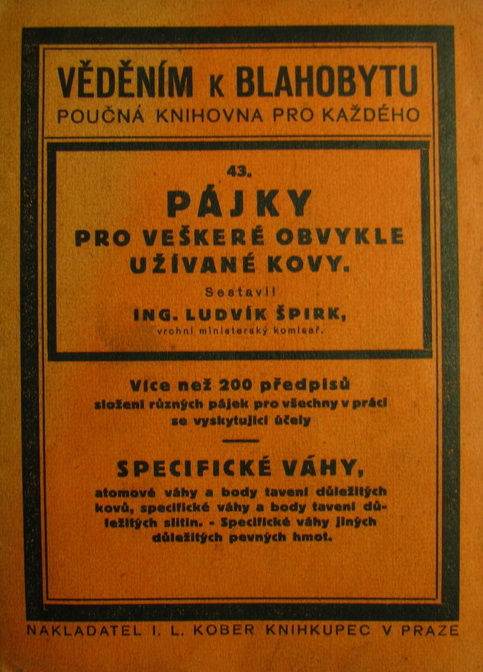 VĚDĚNÍM K BLAHOBYTU
POUČNÁ KNIHOVNA PRO KAŽDÉHO
43.
PÁJKY
PRO VEŠKERÉ OBVYKLE
UŽÍVANÉ KOVY.
Sestavil
ING. LUDVÍK ŠPIRK,
vrchní ministerský komisař.
Více než 200 předpisů
složení různých pájek pro všechny v práci
se vyskytující účely
SPECIFICKÉ VÁHY,
atomové váhy a body tavení důležitých
kovů, specifické váhy a body tavení dů-
ležitých slitin. - Specifické váhy jiných
důležitých pevných hmot.
NAKLADATEL I. L. KOBER KNIHKUPEC V PRAZE